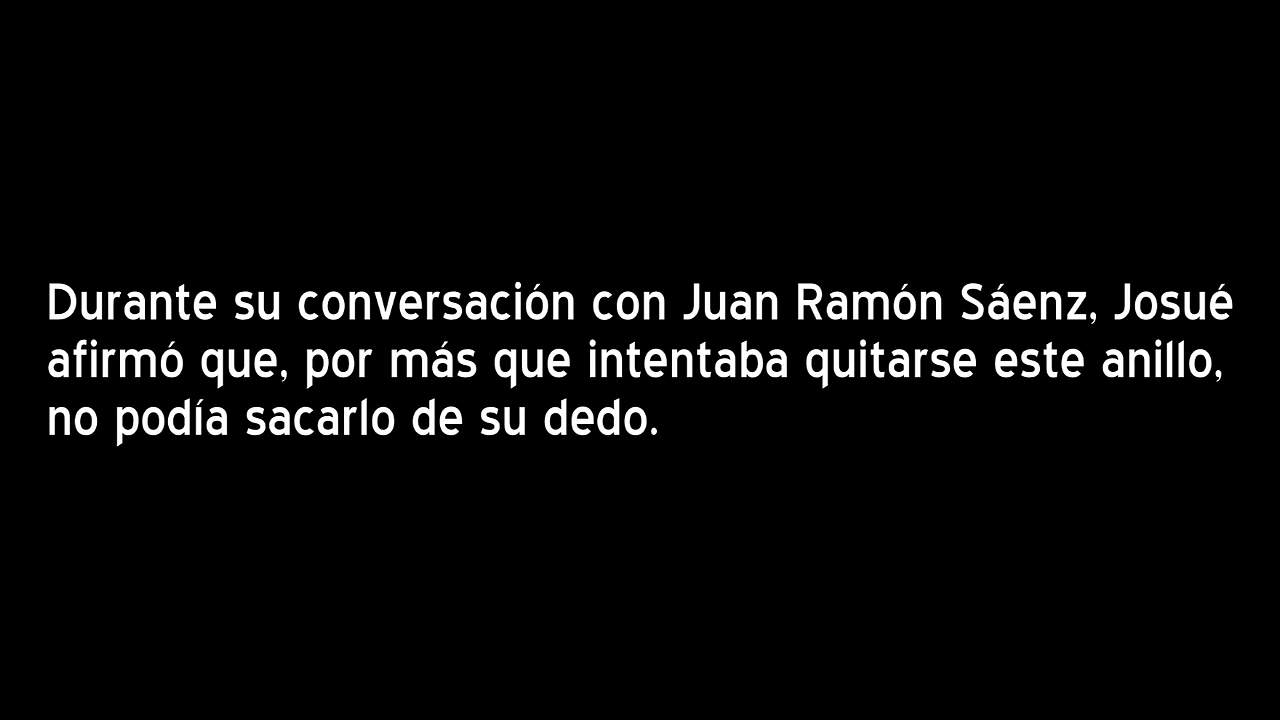 Durante su conversación con Juan Ramón Sáenz, Josué
afirmó que, por más que intentaba quitarse este anillo,
no podía sacarlo de su dedo.